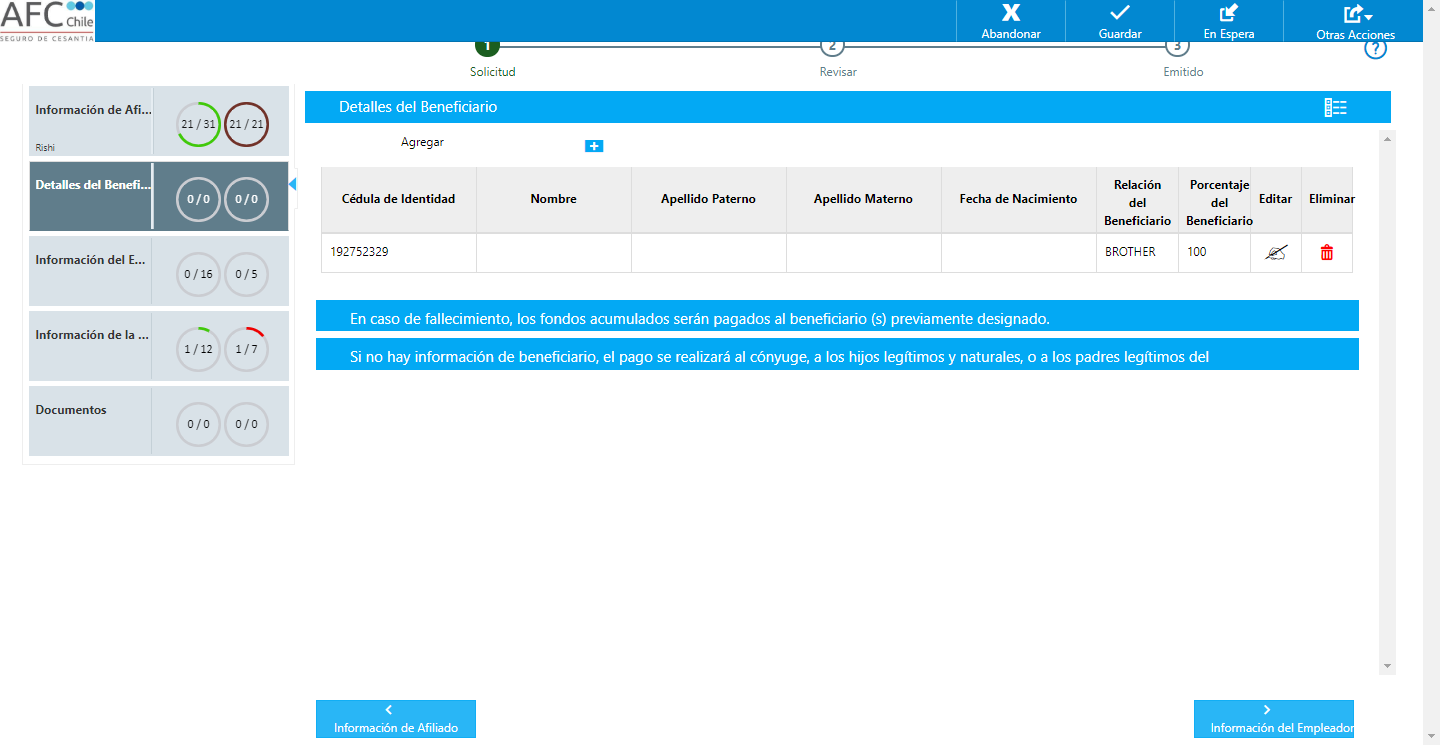 AFC
Chile
SEGURO DE CESANTIA
Abandonar
Guardar
En Espera
Otras Acciones
1
2
3
?
Solicitud
Revisar
Emitido
Información de Afi...
21 / 31
21 / 21
Rishi
Detalles del Benefi...
0 / 0
0 / 0
Información del E...
0 / 16
0 / 5
Información de la ...
1 / 12
1 / 7
Documentos
0 / 0
0 / 0
Detalles del Beneficiario
Agregar
Cédula de Identidad
Nombre
Apellido Paterno
Apellido Materno
Fecha de Nacimiento
Relación
del
Beneficiario
Porcentaje
del
Beneficiario
Editar
Eliminar
192752329
BROTHER
100
En caso de fallecimiento, los fondos acumulados serán pagados al beneficiario (s) previamente designado.
Si no hay información de beneficiario, el pago se realizará al cónyuge, a los hijos legítimos y naturales, o a los padres legítimos del
Información de Afiliado
Información del Empleador